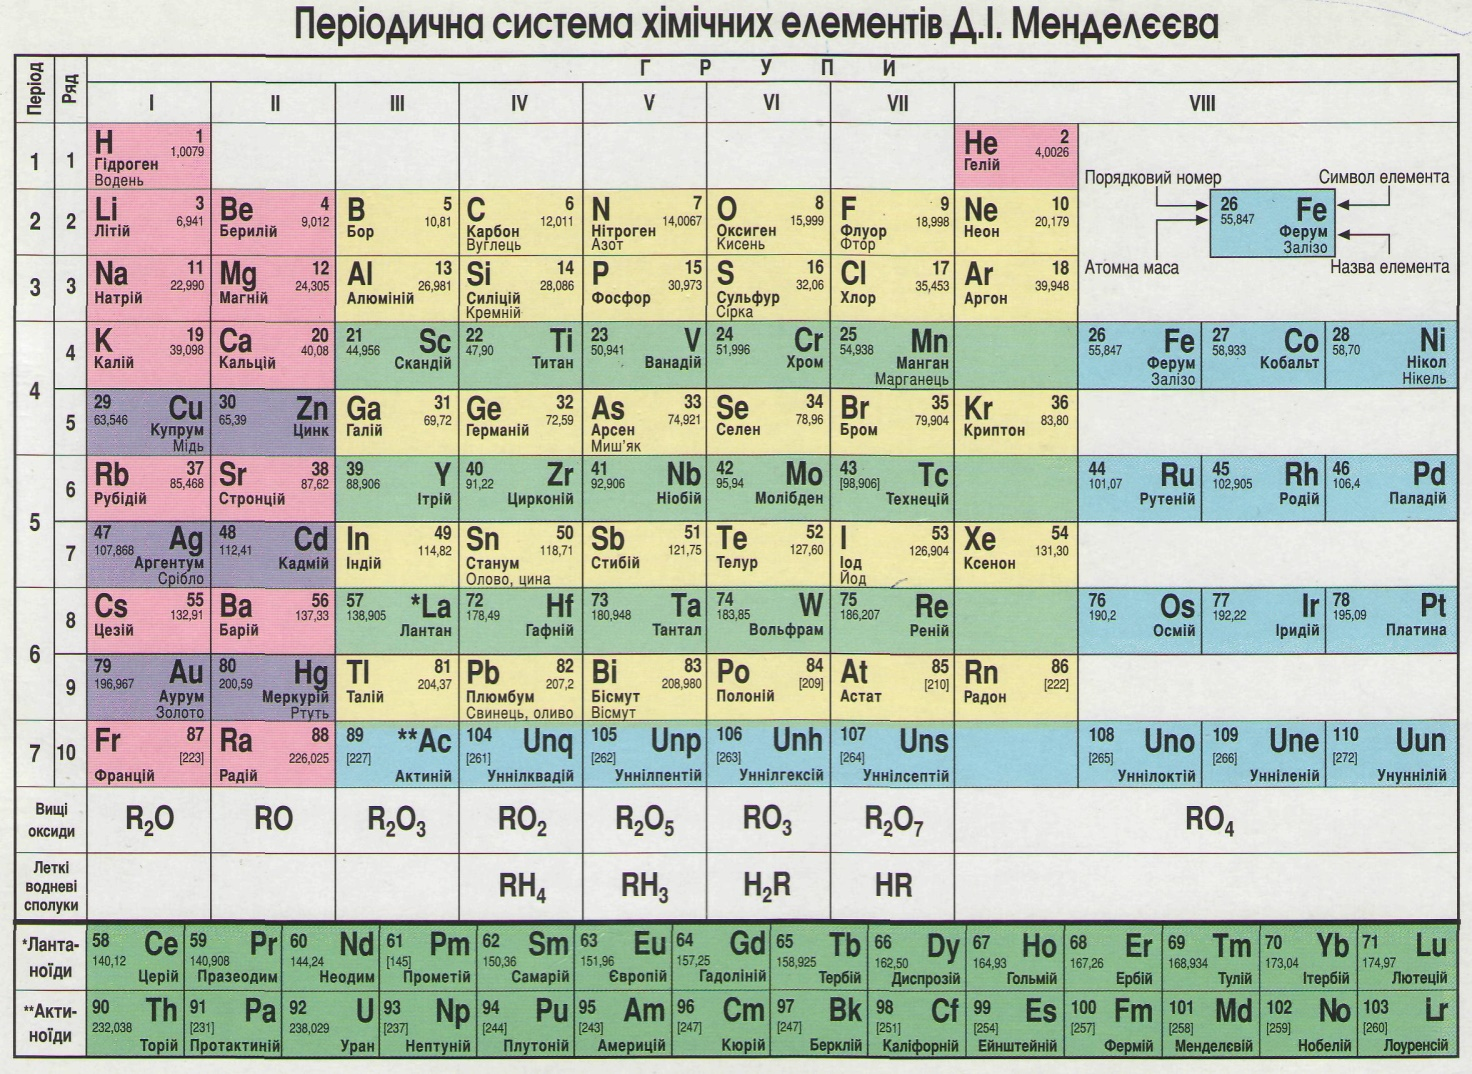 Періодична система хімічних елементів Д.І. Менделєєва
Період Ряд Г Р У П И
I II III IV V VI VII VIII
1 1 H 1 1,0079 Гідроген Водень He 2 4,0026 Гелій
Порядковий номер Символ елемента
26 55,847 Fe Ферум Залізо
Атомна маса Назва елемента
2 2 Li 3 6,941 Літій Be 4 9,012 Берилій B 5 10,81 Бор C 6 12,011 Карбон Вуглець N 7 14,0067 Нітроген Азот O 8 15,999 Оксиген Кисень F 9 18,998 Флуор Фтор Ne 10 20,179 Неон
3 3 Na 11 22,990 Натрій Mg 12 24,305 Магній Al 13 26,981 Алюміній Si 14 28,086 Силіцій Кремній P 15 30,973 Фосфор S 16 32,06 Сульфур Сірка Cl 17 35,453 Хлор Ar 18 39,948 Аргон
4 4 K 19 39,098 Калій Ca 20 40,08 Кальцій 21 44,956 Sc Скандій 22 47,90 Ti Титан 23 50,941 V Ванадій 24 51,996 Cr Хром 25 54,938 Mn Манган Марганець 26 55,847 Fe Ферум Залізо 27 58,933 Co Кобальт 28 58,70 Ni Нікол Нікель
5 29 63,546 Cu Купрум Мідь 30 65,39 Zn Цинк Ga 31 69,72 Галій Ge 32 72,59 Германій As 33 74,921 Арсен Миш'як Se 34 78,96 Селен Br 35 79,904 Бром Kr 36 83,80 Криптон
5 6 Rb 37 85,468 Рубідій Sr 38 87,62 Стронцій 39 88,906 Y Ітрій 40 91,22 Zr Цирконій 41 92,906 Nb Ніобій 42 95,94 Mo Молібден 43 [98,906] Tc Технецій 44 101,07 Ru Рутеній 45 102,905 Rh Родій 46 106,4 Pd Паладій
7 47 107,868 Ag Аргентум Срібло 48 112,41 Cd Кадмій In 49 114,82 Індій Sn 50 118,71 Станум Олово, цина Sb 51 121,75 Стибій Te 52 127,60 Телур I 53 126,904 Іод Йод Xe 54 131,30 Ксенон
6 8 Cs 55 132,91 Цезій Ba 56 137,33 Барій 57 138,905 *La Лантан 72 178,49 Hf Гафній 73 180,948 Ta Тантал 74 183,85 W Вольфрам 75 186,207 Re Реній 76 190,2 Os Осмій 77 192,22 Ir Іридій 78 195,09 Pt Платина
9 79 196,967 Au Аурум Золото 80 200,59 Hg Меркурій Ртуть Tl 81 204,37 Талій Pb 82 207,2 Плюмбум Свинець, оливо Bi 83 208,980 Бісмут Вісмут Po 84 [209] Полоній At 85 [210] Астат Rn 86 [222] Радон
7 10 Fr 87 [223] Францій Ra 88 226,025 Радій 89 [227] **Ac Актиній 104 [261] Unq Уннілквадій 105 [262] Unp Уннілпентій 106 [263] Unh Уннілгексій 107 [264] Uns Уннілсептій 108 [265] Uno Уннілоктій 109 [266] Une Унніленій 110 [272] Uun Унуннілій
Вищі оксиди R2O RO R2O3 RO2 R2O5 RO3 R2O7 RO4
Леткі водневі сполуки RH4 RH3 H2R HR
*Ланта-ноїди 58 140,12 Ce Церій 59 140,908 Pr Празеодим 60 144,24 Nd Неодим 61 [145] Pm Прометій 62 150,36 Sm Самарій 63 151,96 Eu Європій 64 157,25 Gd Гадоліній 65 158,925 Tb Тербій 66 162,50 Dy Диспрозій 67 164,93 Ho Гольмій 68 167,26 Er Ербій 69 168,934 Tm Тулій 70 173,04 Yb Ітербій 71 174,97 Lu Лютецій
**Акти-ноїди 90 232,038 Th Торій 91 [231] Pa Протактиній 92 238,029 U Уран 93 [237] Np Нептуній 94 [244] Pu Плутоній 95 [243] Am Америцій 96 [247] Cm Кюрій 97 [247] Bk Берклій 98 [251] Cf Каліфорній 99 [254] Es Ейнштейній 100 [257] Fm Фермій 101 [258] Md Менделєвій 102 [259] No Нобелій 103 [260] Lr Лоуренсій